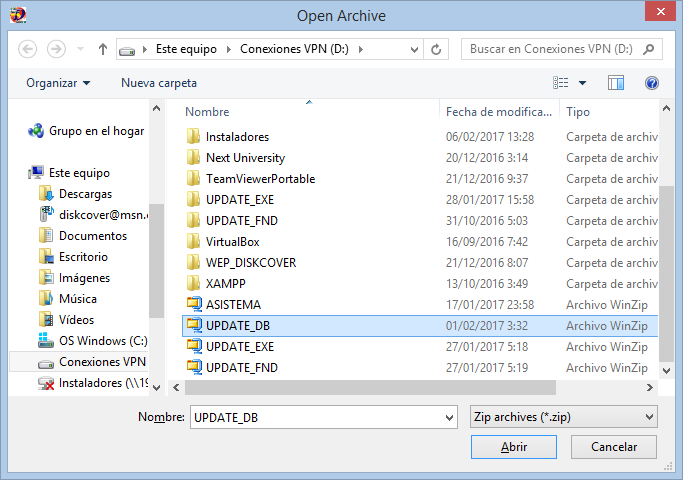 Open Archive
Este equipo Conexiones VPN (D:)
Buscar en Conexiones VPN (D:)
Organizar Nueva carpeta
Grupo en el hogar
Este equipo
Descargas
diskcover@msn.c
Documentos
Escritorio
Imágenes
Música
Vídeos
OS Windows (C:)
Conexiones VPN
Instaladores (\\19
Nombre Fecha de modifica... Tipo
Instaladores 06/02/2017 13:28 Carpeta de archiv
Next University 20/12/2016 3:14 Carpeta de archiv
TeamViewerPortable 21/12/2016 9:37 Carpeta de archiv
UPDATE_EXE 28/01/2017 15:58 Carpeta de archiv
UPDATE_FND 31/10/2016 5:03 Carpeta de archiv
VirtualBox 16/09/2016 7:42 Carpeta de archiv
WEP_DISKCOVER 21/12/2016 8:07 Carpeta de archiv
XAMPP 13/10/2016 3:49 Carpeta de archiv
ASISTEMA 17/01/2017 23:58 Archivo WinZip
UPDATE_DB 01/02/2017 3:32 Archivo WinZip
UPDATE_EXE 27/01/2017 5:18 Archivo WinZip
UPDATE_FND 27/01/2017 5:19 Archivo WinZip
Nombre: UPDATE_DB Zip archives (*.zip)
Abrir Cancelar